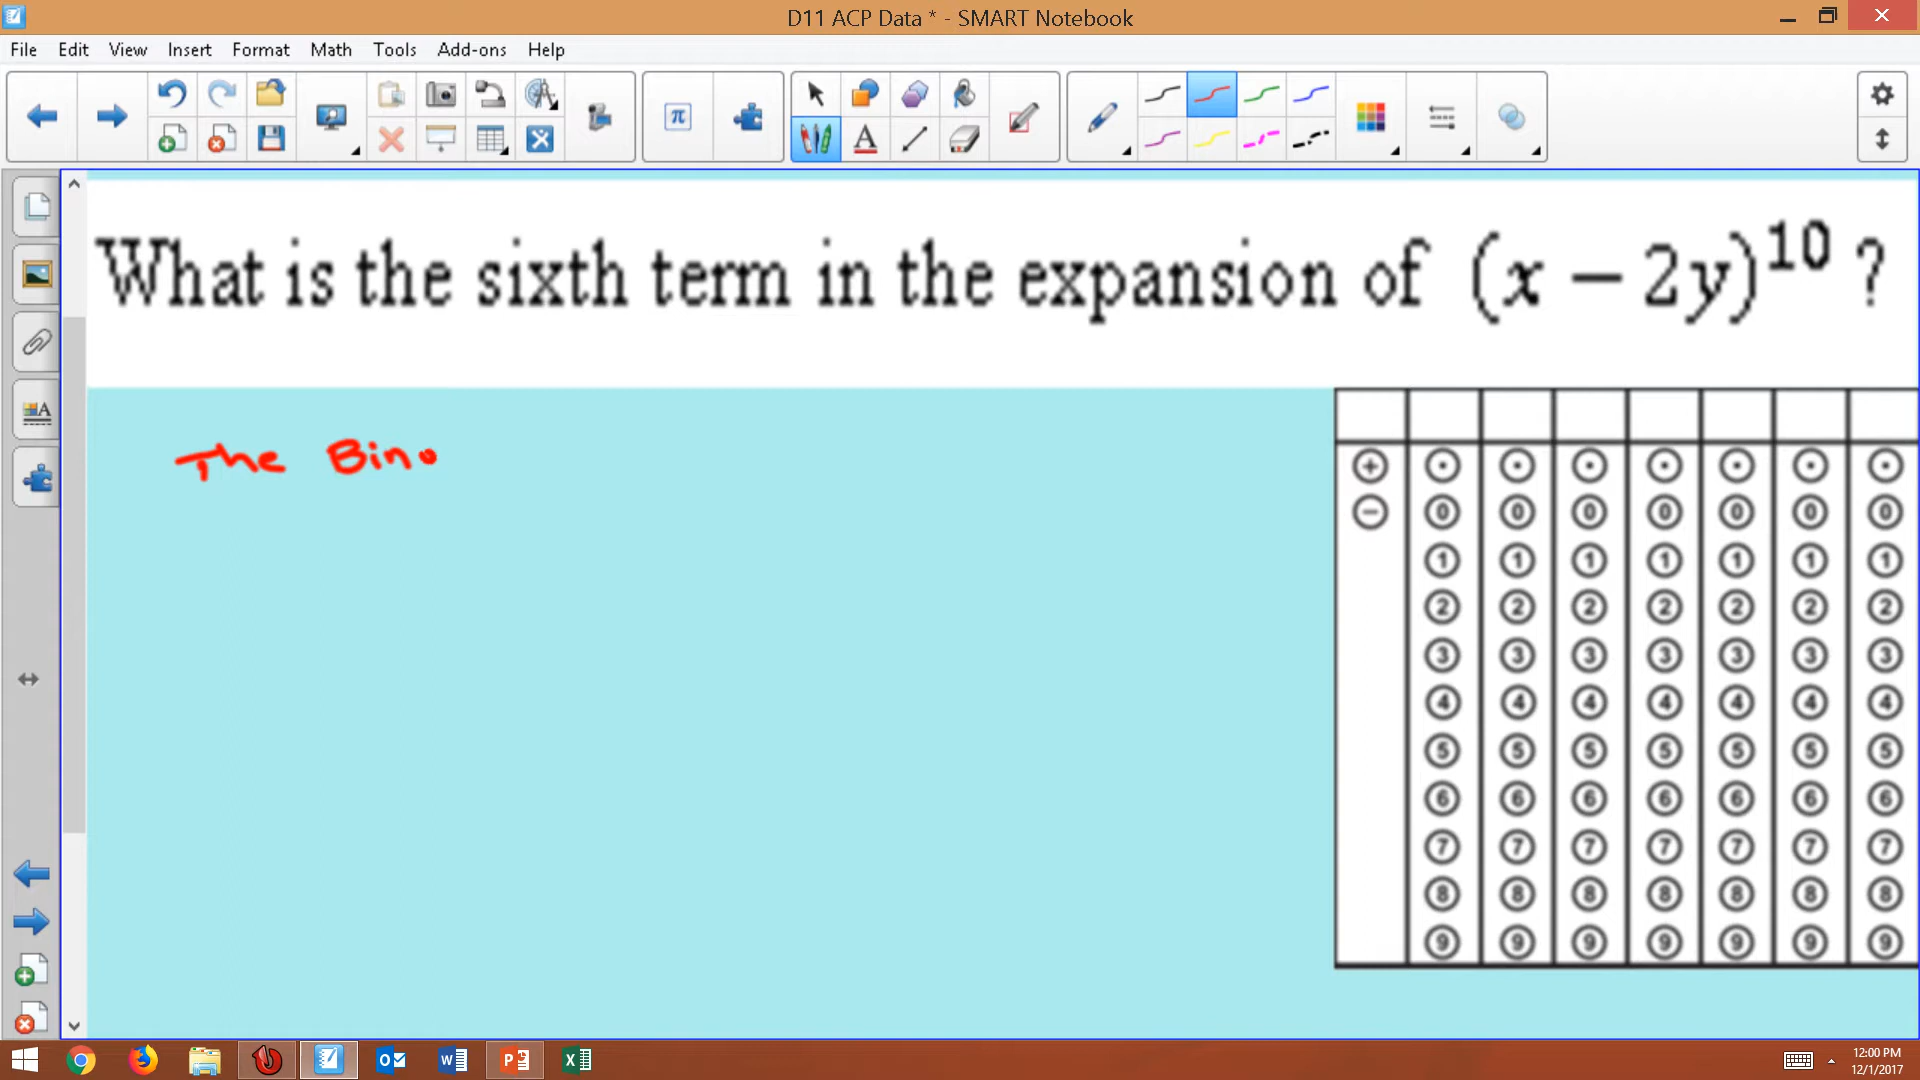 D11 ACP Data * - SMART Notebook
File Edit View Insert Format Math Tools Add-ons Help
π
A
What is the sixth term in the expansion of (x − 2y)^10 ?
The Bino
+ • • • • • • •
− 0 0 0 0 0 0 0
1 1 1 1 1 1 1
2 2 2 2 2 2 2
3 3 3 3 3 3 3
4 4 4 4 4 4 4
5 5 5 5 5 5 5
6 6 6 6 6 6 6
7 7 7 7 7 7 7
8 8 8 8 8 8 8
9 9 9 9 9 9 9
12:00 PM
12/1/2017